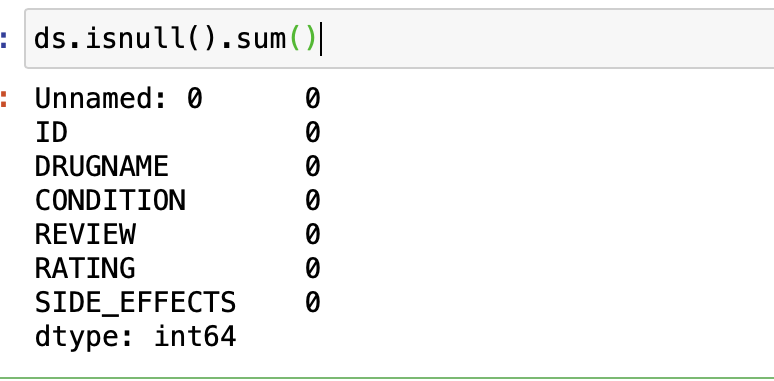 : ds.isnull().sum()
: Unnamed: 0 0
ID 0
DRUGNAME 0
CONDITION 0
REVIEW 0
RATING 0
SIDE_EFFECTS 0
dtype: int64